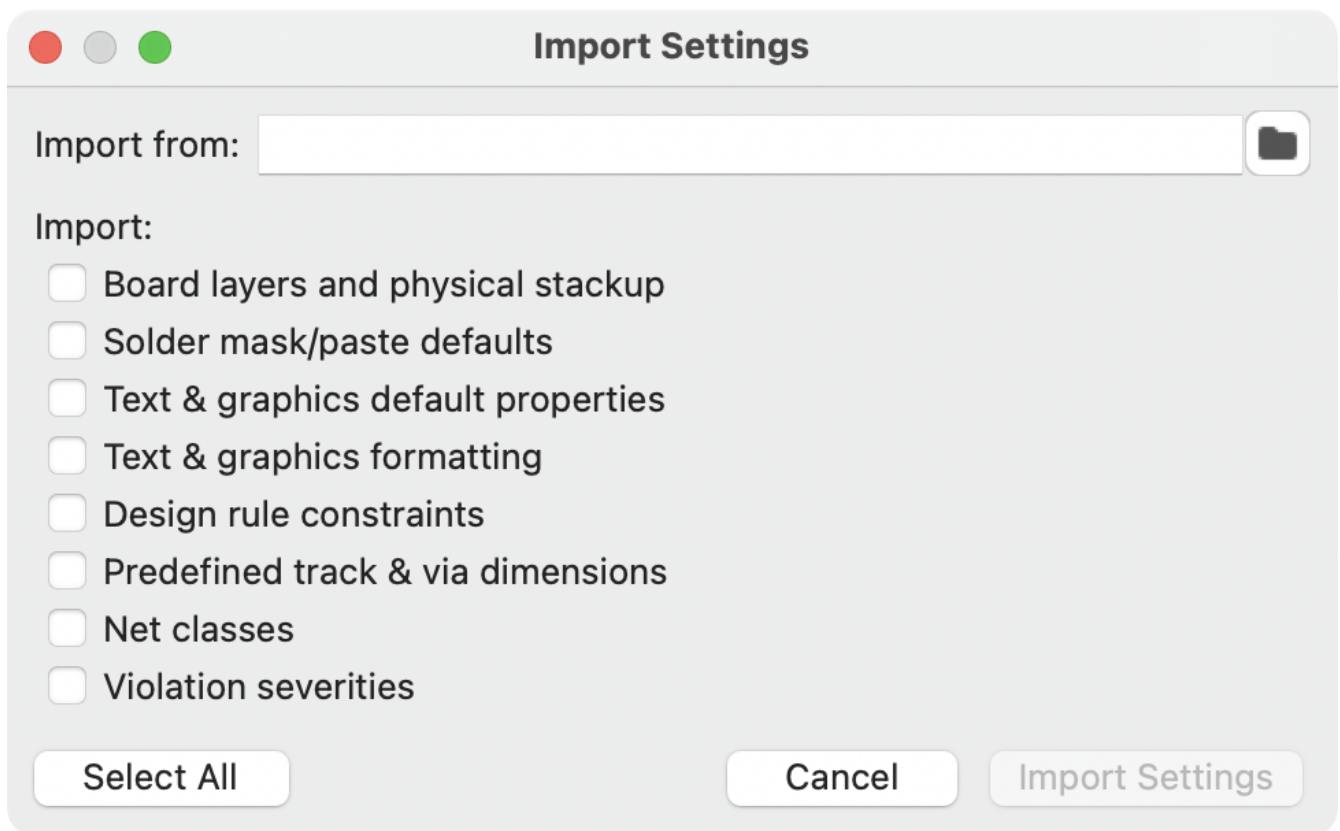 Import Settings
Import from:
Import:
Board layers and physical stackup
Solder mask/paste defaults
Text & graphics default properties
Text & graphics formatting
Design rule constraints
Predefined track & via dimensions
Net classes
Violation severities
Select All Cancel Import Settings